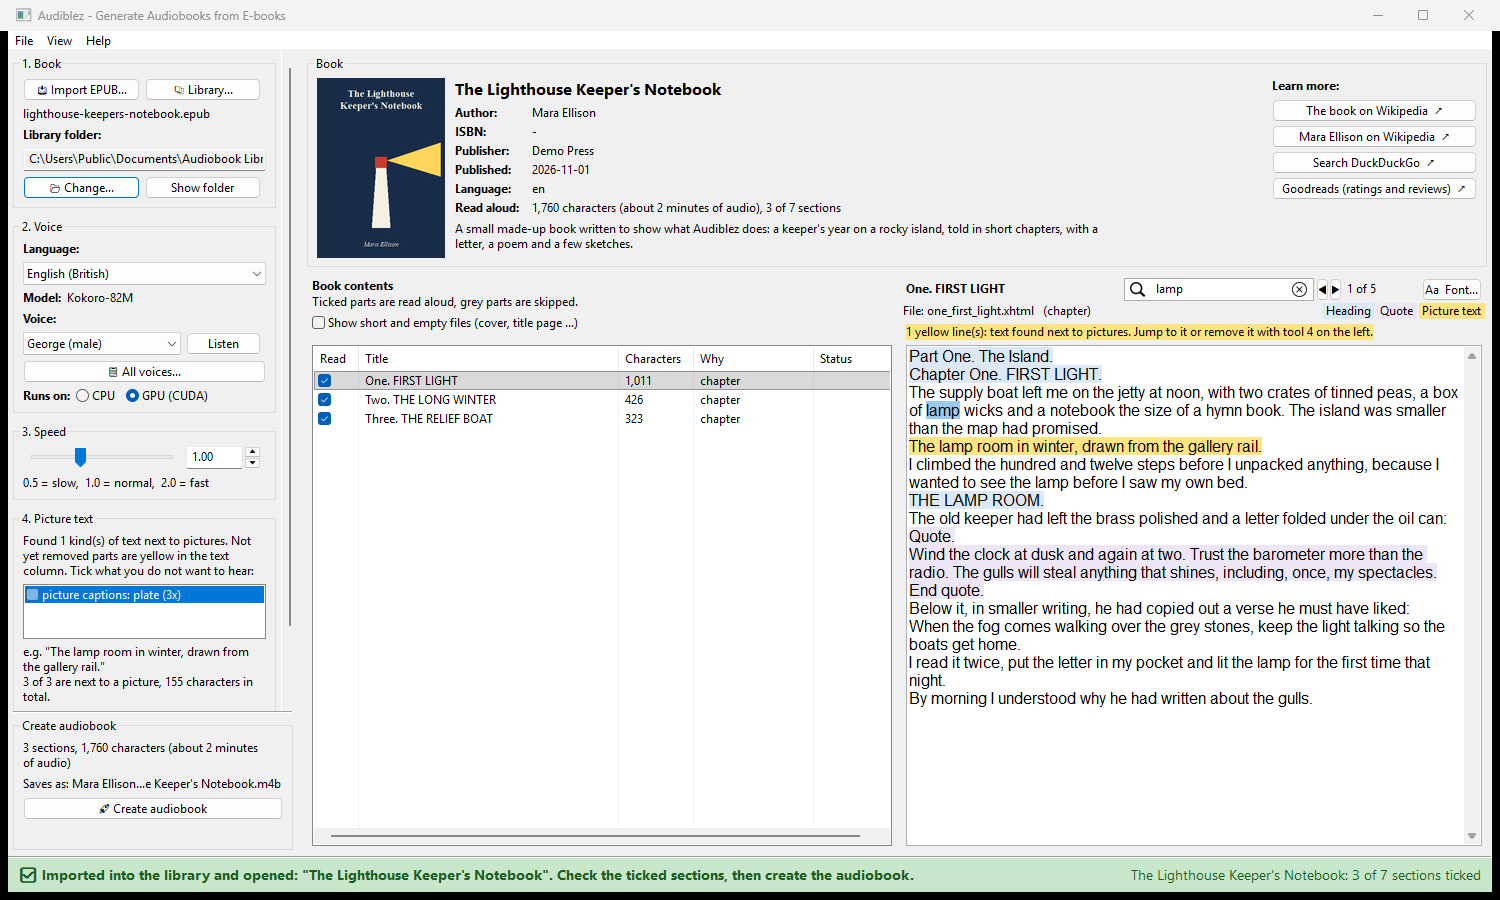 Audiblez - Generate Audiobooks from E-books
File View Help
1. Book
Import EPUB...
Library...
lighthouse-keepers-notebook.epub
Library folder:
C:\Users\Public\Documents\Audiobook Libr
Change...
Show folder
2. Voice
Language:
English (British)
Model: Kokoro-82M
Voice:
George (male)
Listen
All voices...
Runs on: CPU GPU (CUDA)
3. Speed
1.00
0.5 = slow, 1.0 = normal, 2.0 = fast
4. Picture text
Found 1 kind(s) of text next to pictures. Not
yet removed parts are yellow in the text
column. Tick what you do not want to hear:
picture captions: plate (3x)
e.g. "The lamp room in winter, drawn from
the gallery rail."
3 of 3 are next to a picture, 155 characters in
total.
Create audiobook
3 sections, 1,760 characters (about 2 minutes
of audio)
Saves as: Mara Ellison...e Keeper's Notebook.m4b
Create audiobook
Book
The Lighthouse
Keeper's Notebook
Mara Ellison
The Lighthouse Keeper's Notebook
Author: Mara Ellison
ISBN: -
Publisher: Demo Press
Published: 2026-11-01
Language: en
Read aloud: 1,760 characters (about 2 minutes of audio), 3 of 7 sections
A small made-up book written to show what Audiblez does: a keeper's year on a rocky island, told in short chapters, with a
letter, a poem and a few sketches.
Learn more:
The book on Wikipedia ↗
Mara Ellison on Wikipedia ↗
Search DuckDuckGo ↗
Goodreads (ratings and reviews) ↗
Book contents
Ticked parts are read aloud, grey parts are skipped.
Show short and empty files (cover, title page ...)
Read Title Characters Why Status
One. FIRST LIGHT 1,011 chapter
Two. THE LONG WINTER 426 chapter
Three. THE RELIEF BOAT 323 chapter
One. FIRST LIGHT
lamp
1 of 5
Aa Font...
File: one_first_light.xhtml (chapter)
Heading Quote Picture text
1 yellow line(s): text found next to pictures. Jump to it or remove it with tool 4 on the left.
Part One. The Island.
Chapter One. FIRST LIGHT.
The supply boat left me on the jetty at noon, with two crates of tinned peas, a box
of lamp wicks and a notebook the size of a hymn book. The island was smaller
than the map had promised.
The lamp room in winter, drawn from the gallery rail.
I climbed the hundred and twelve steps before I unpacked anything, because I
wanted to see the lamp before I saw my own bed.
THE LAMP ROOM.
The old keeper had left the brass polished and a letter folded under the oil can:
Quote.
Wind the clock at dusk and again at two. Trust the barometer more than the
radio. The gulls will steal anything that shines, including, once, my spectacles.
End quote.
Below it, in smaller writing, he had copied out a verse he must have liked:
When the fog comes walking over the grey stones, keep the light talking so the
boats get home.
I read it twice, put the letter in my pocket and lit the lamp for the first time that
night.
By morning I understood why he had written about the gulls.
Imported into the library and opened: "The Lighthouse Keeper's Notebook". Check the ticked sections, then create the audiobook.
The Lighthouse Keeper's Notebook: 3 of 7 sections ticked